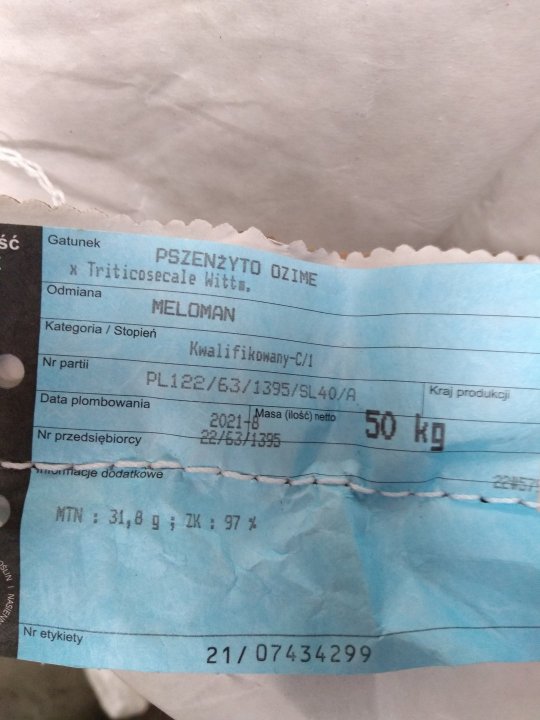 ść
Gatunek
PSZENŻYTO OZIME
x Triticosecale Wittm.
Odmiana
MELOMAN
Kategoria / Stopień
Kwalifikowany-C/1
Nr partii
PL122/63/1395/SL40/A
Kraj produkcji
Data plombowania
2021-8
Masa (ilość) netto
50 kg
Nr przedsiębiorcy
22/63/1395
Informacje dodatkowe
MTN : 31,8 g ; ZK : 97 %
Nr etykiety
21/ 07434299